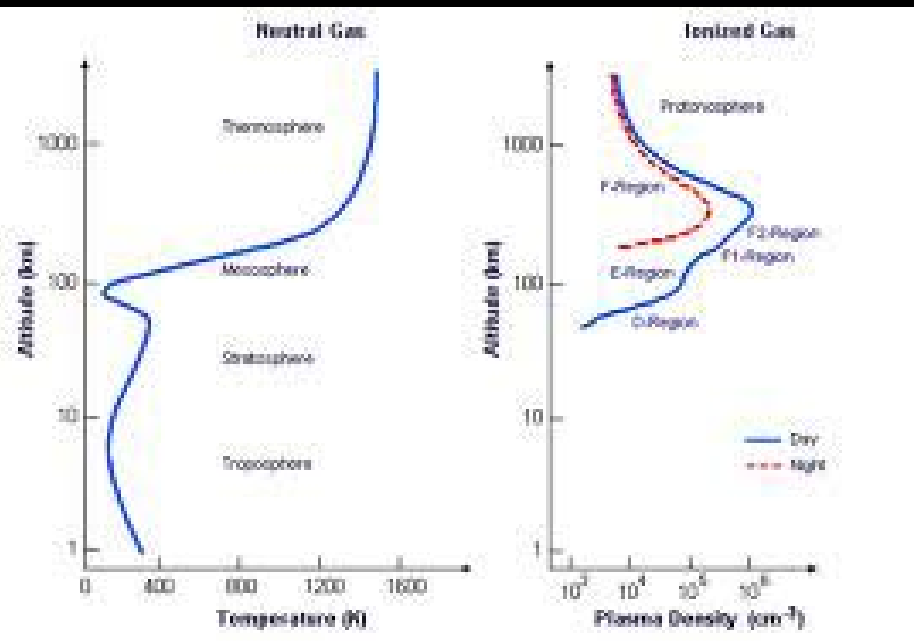 Neutral Gas
Thermosphere
Mesosphere
Stratosphere
Troposphere
1000
100
10
1
0
400
800
1200
1600
Altitude (km)
Temperature (K)
Ionized Gas
Protonosphere
F-Region
F2-Region
F1-Region
E-Region
D-Region
1000
100
10
1
10³
10⁴
10⁵
10⁶
Altitude (km)
Plasma Density (cm⁻³)
Day
Night